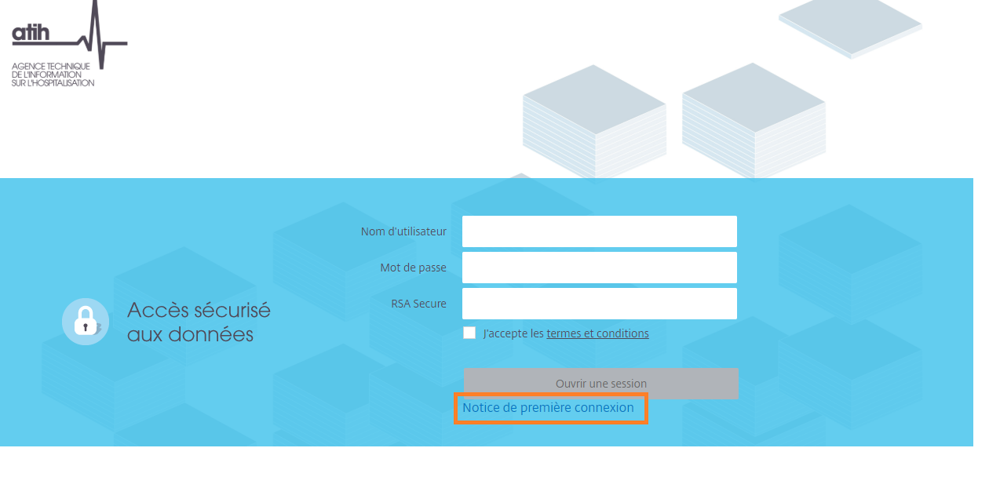 atih
AGENCE TECHNIQUE
DE L'INFORMATION
SUR L'HOSPITALISATION
Nom d'utilisateur
Mot de passe
RSA Secure
Accès sécurisé
aux données
J'accepte les termes et conditions
Ouvrir une session
Notice de première connexion